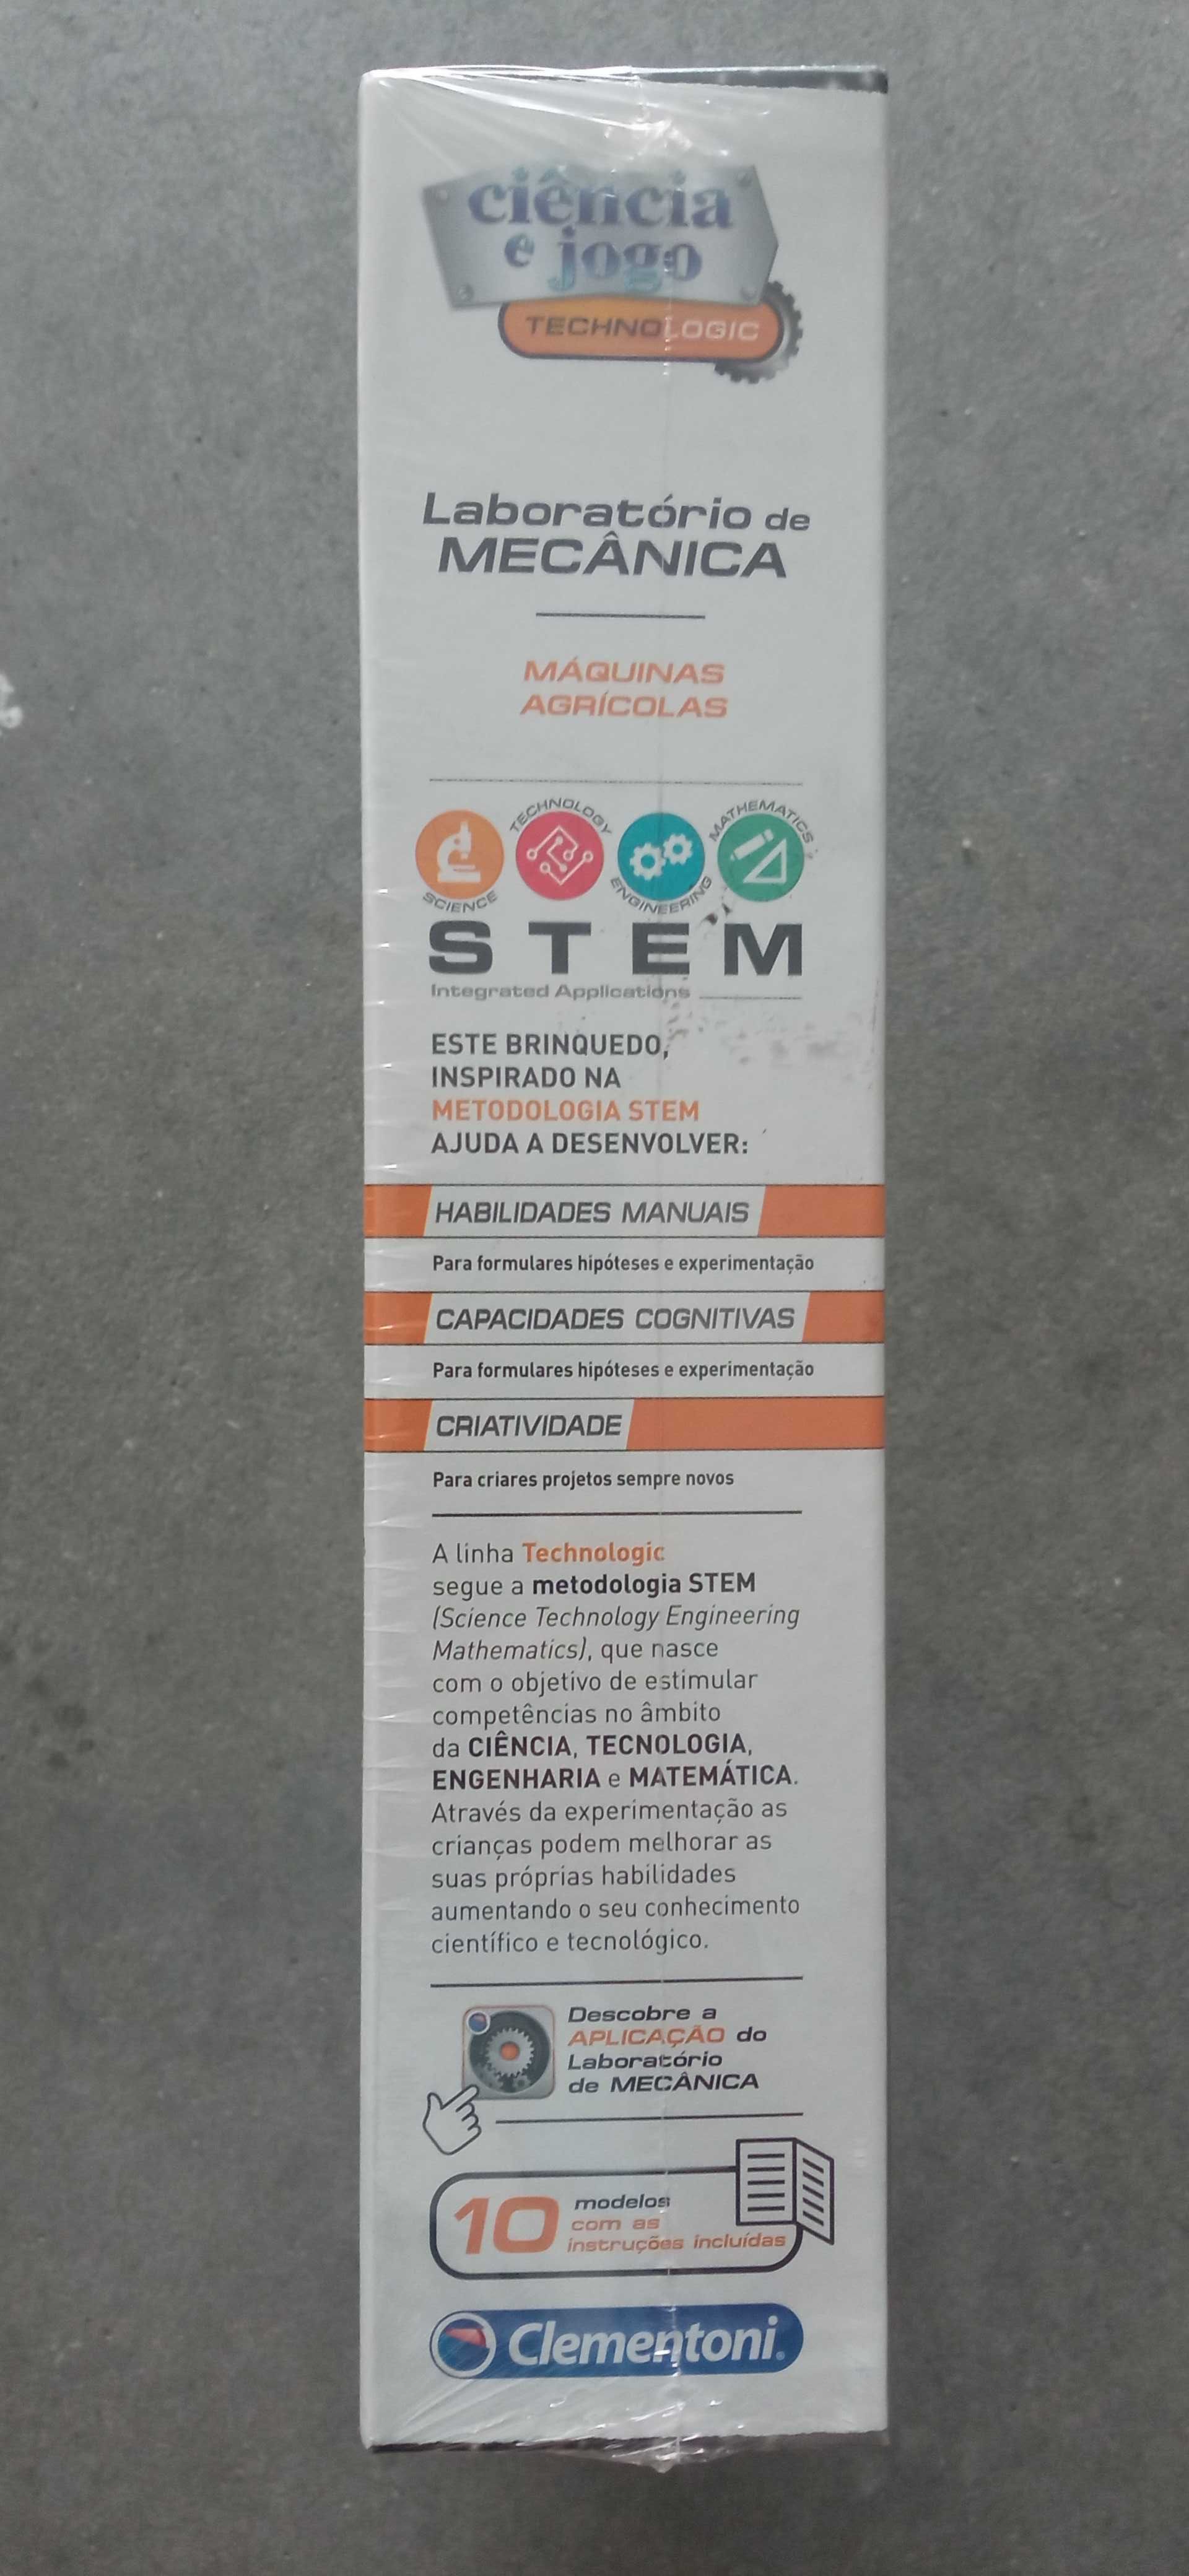 ciência
e jogo
TECHNOLOGIC
Laboratório de
MECÂNICA
MÁQUINAS
AGRÍCOLAS
SCIENCE
TECHNOLOGY
ENGINEERING
MATHEMATICS
STEM
Integrated Applications
ESTE BRINQUEDO,
INSPIRADO NA
METODOLOGIA STEM
AJUDA A DESENVOLVER:
HABILIDADES MANUAIS
Para formulares hipóteses e experimentação
CAPACIDADES COGNITIVAS
Para formulares hipóteses e experimentação
CRIATIVIDADE
Para criares projetos sempre novos
A linha Technologic
segue a metodologia STEM
(Science Technology Engineering
Mathematics), que nasce
com o objetivo de estimular
competências no âmbito
da CIÊNCIA, TECNOLOGIA,
ENGENHARIA e MATEMÁTICA.
Através da experimentação as
crianças podem melhorar as
suas próprias habilidades
aumentando o seu conhecimento
científico e tecnológico.
Descobre a
APLICAÇÃO do
Laboratório
de MECÂNICA
10 modelos
com as
instruções incluídas
Clementoni